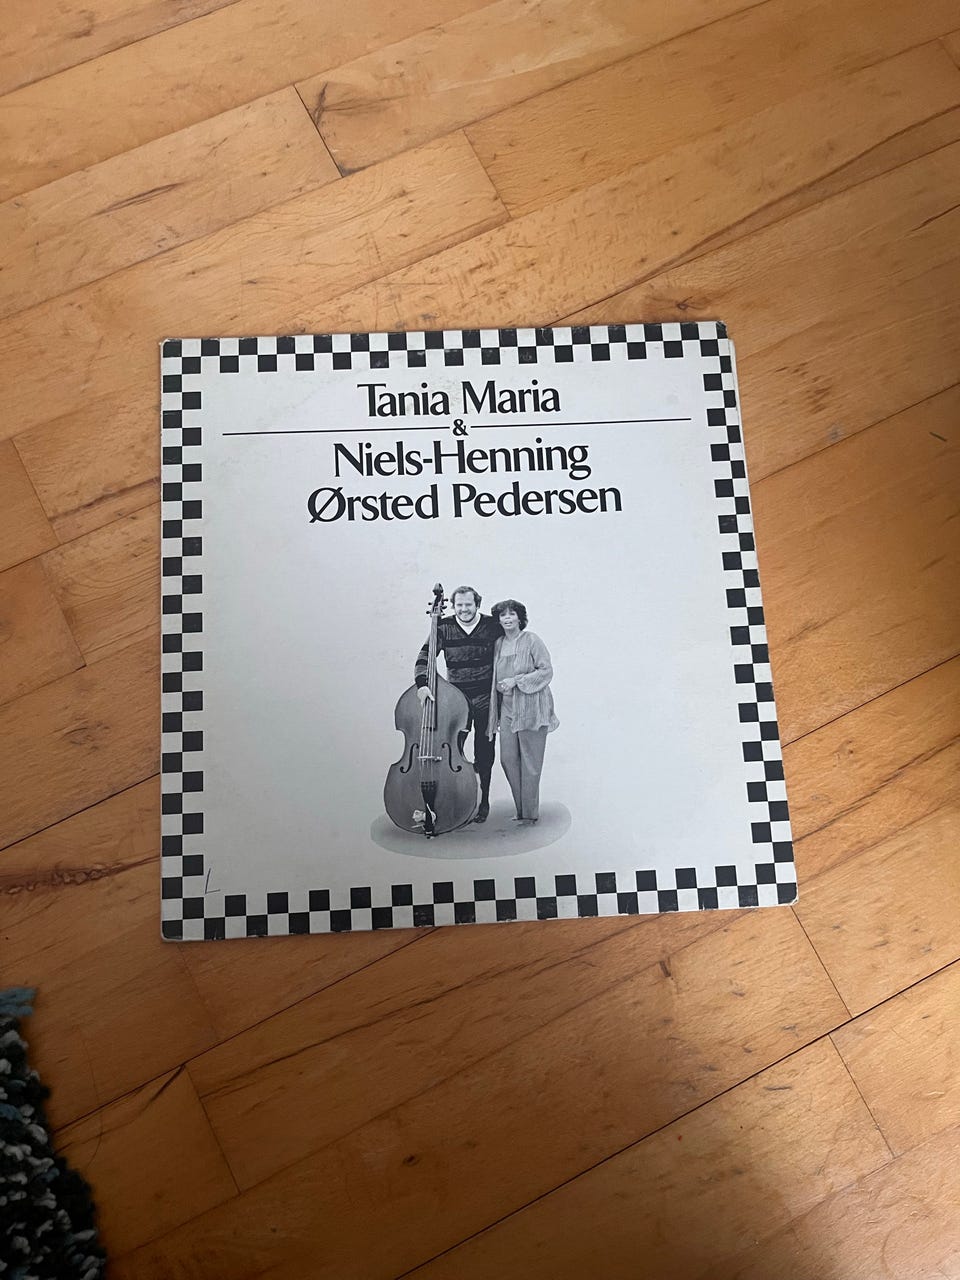 Tania Maria
&
Niels-Henning
Ørsted Pedersen